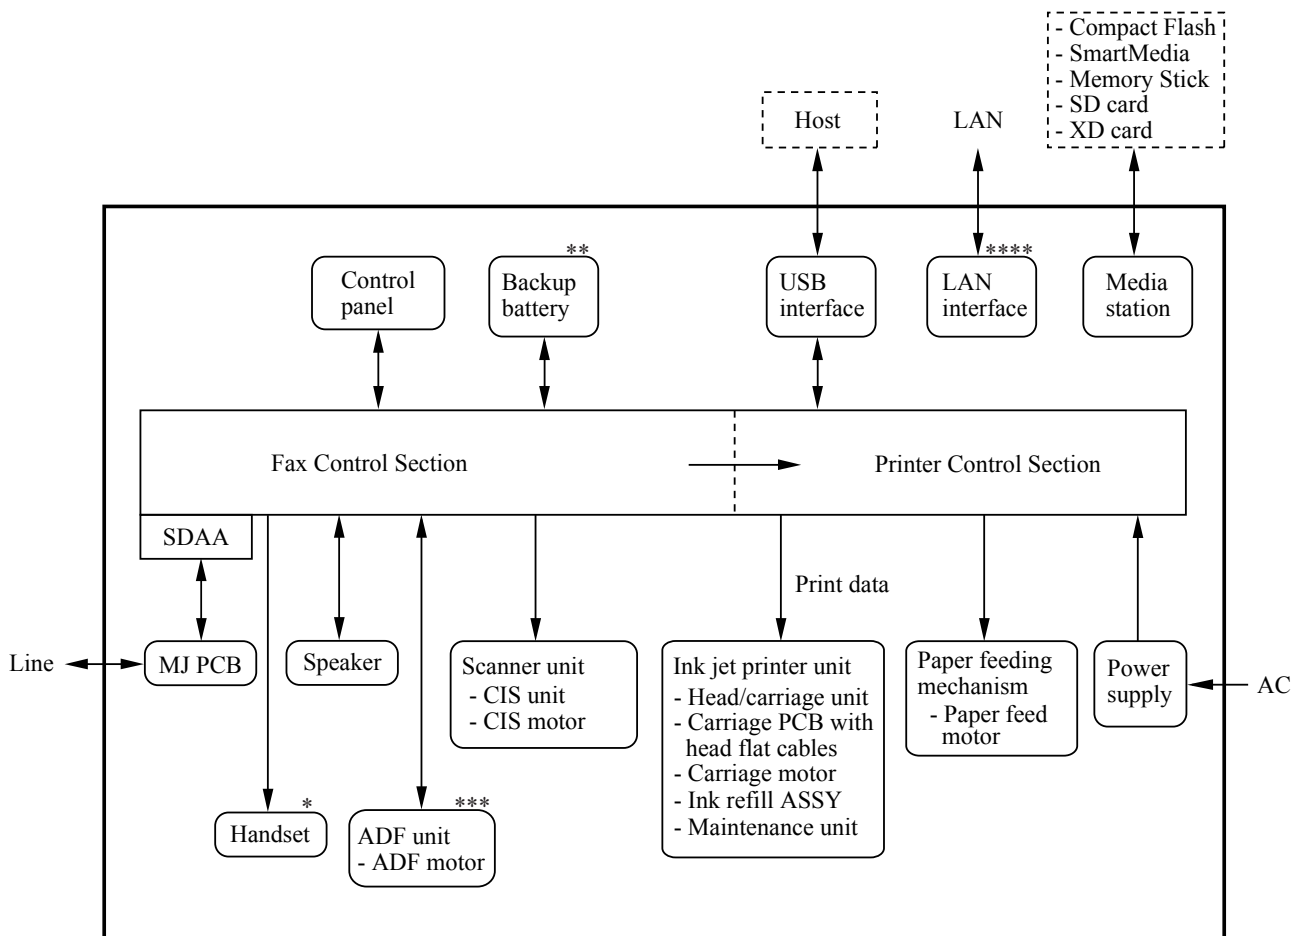 - Compact Flash
- SmartMedia
- Memory Stick
- SD card
- XD card
Host
LAN
**
****
Control
panel
Backup
battery
USB
interface
LAN
interface
Media
station
Fax Control Section
Printer Control Section
SDAA
Print data
Line
MJ PCB
Speaker
Scanner unit
- CIS unit
- CIS motor
Ink jet printer unit
- Head/carriage unit
- Carriage PCB with
head flat cables
- Carriage motor
- Ink refill ASSY
- Maintenance unit
Paper feeding
mechanism
- Paper feed
motor
Power
supply
AC
*
Handset
***
ADF unit
- ADF motor